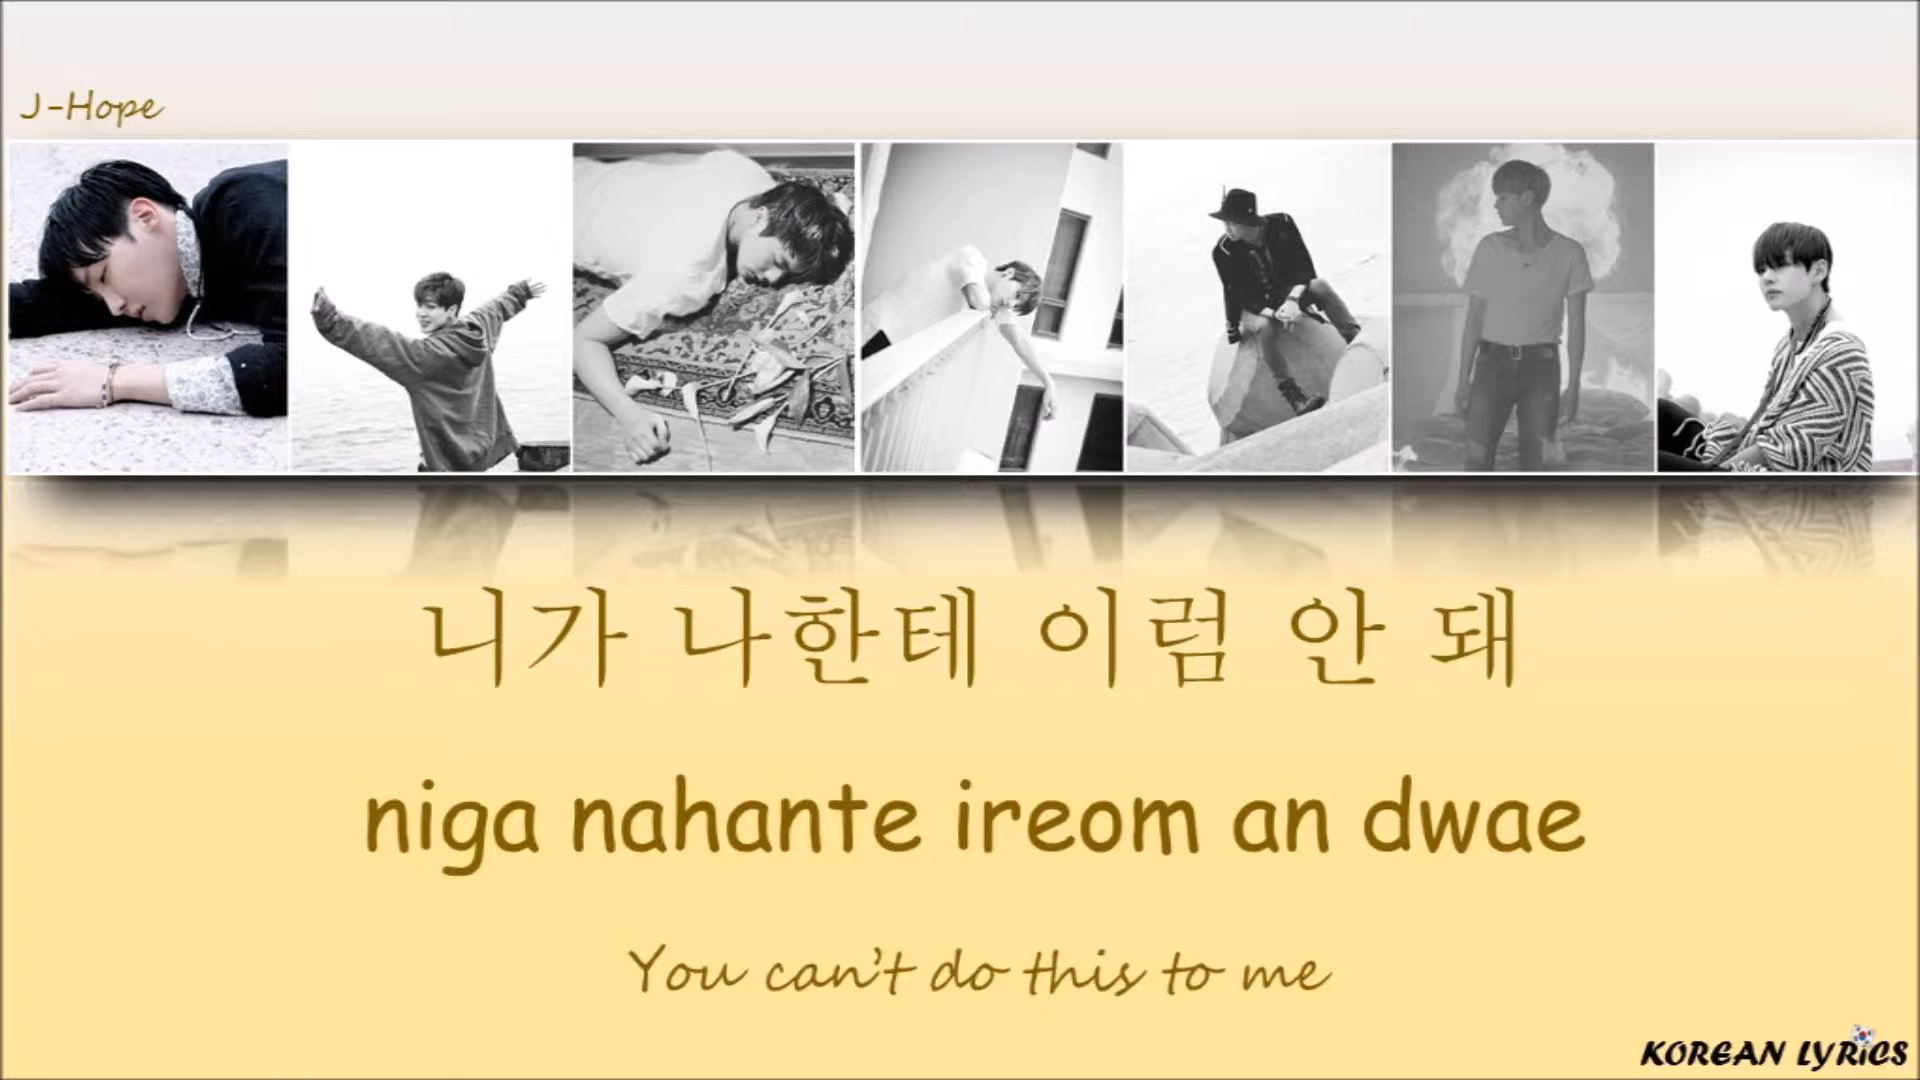 J-Hope
니가 나한테 이럼 안 돼
niga nahante ireom an dwae
You can't do this to me
KOREAN LYRICS